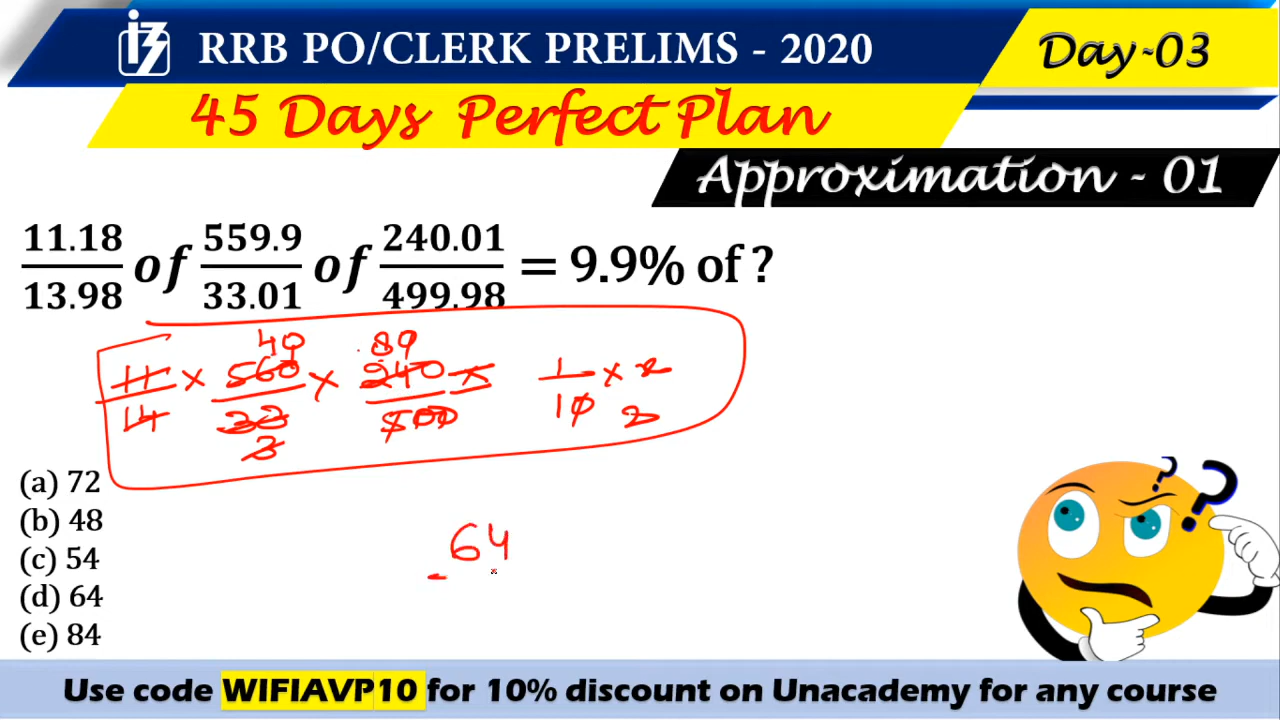 RRB PO/CLERK PRELIMS - 2020
Day-03
45 Days Perfect Plan
Approximation - 01
11.18/13.98 of 559.9/33.01 of 240.01/499.98 = 9.9% of ?
40 80
11/14 × 560/33 × 240/500 1/10 ×
3
(a) 72
(b) 48
(c) 54
(d) 64
(e) 84
64
Use code WIFIAVP10 for 10% discount on Unacademy for any course